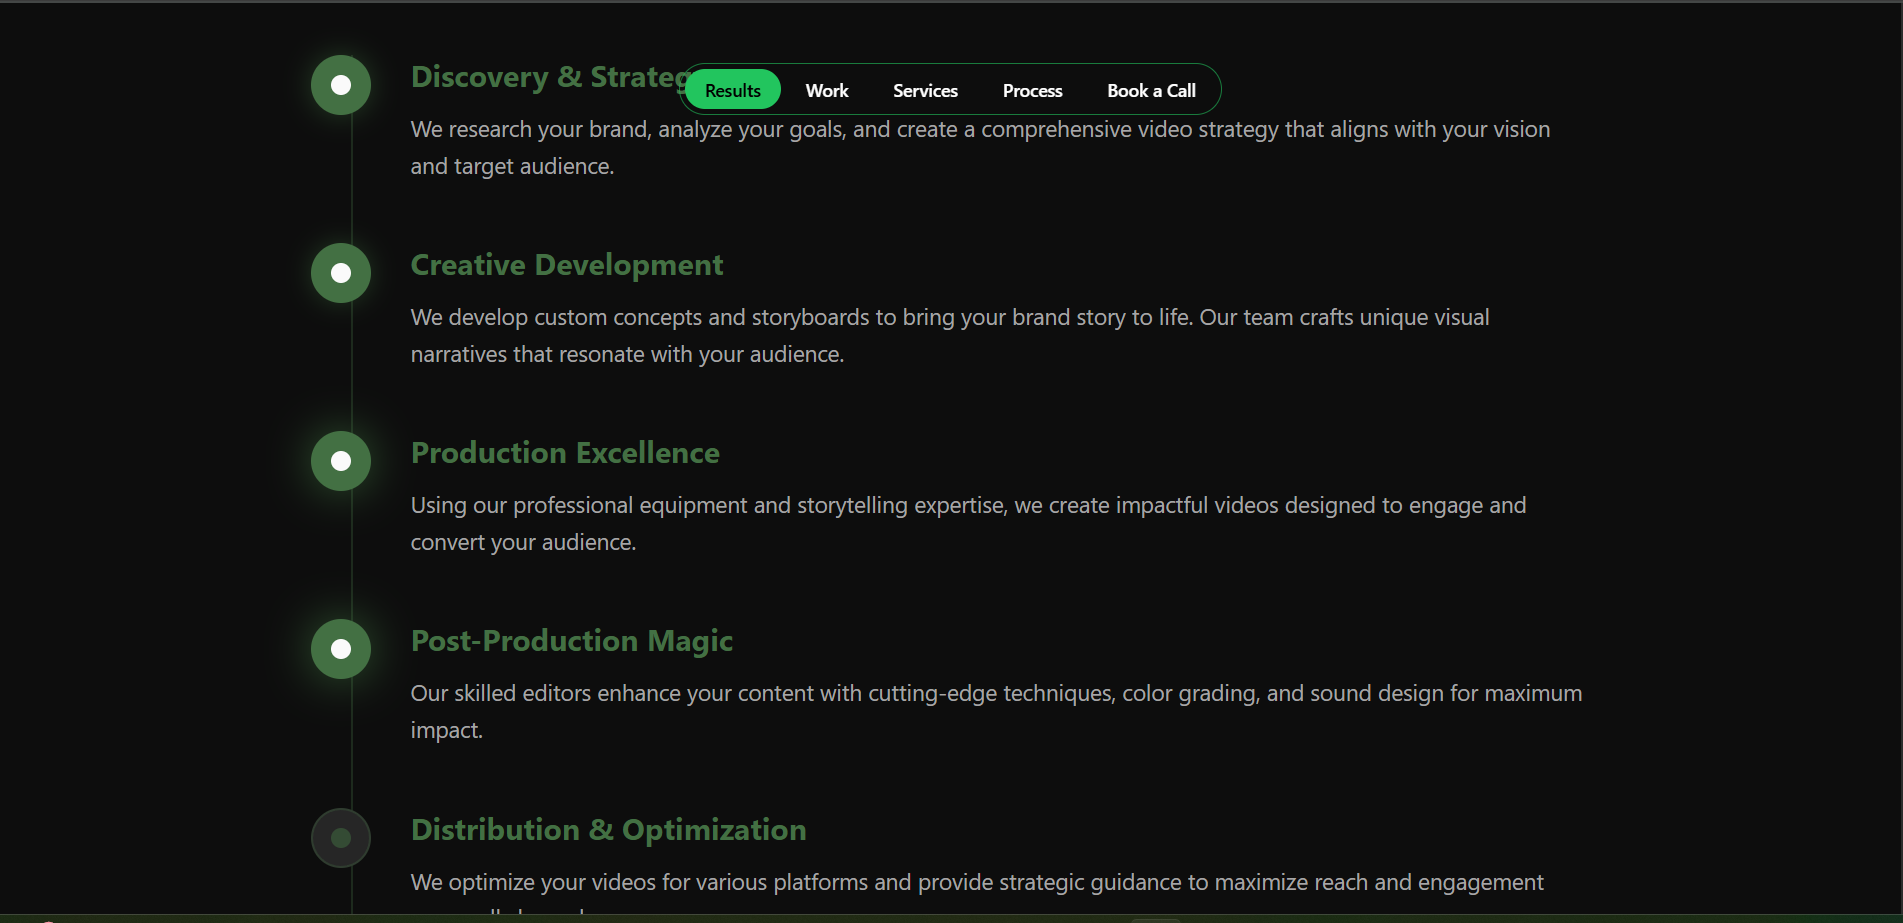 Discovery & Strateg
Results Work Services Process Book a Call
We research your brand, analyze your goals, and create a comprehensive video strategy that aligns with your vision
and target audience.
Creative Development
We develop custom concepts and storyboards to bring your brand story to life. Our team crafts unique visual
narratives that resonate with your audience.
Production Excellence
Using our professional equipment and storytelling expertise, we create impactful videos designed to engage and
convert your audience.
Post-Production Magic
Our skilled editors enhance your content with cutting-edge techniques, color grading, and sound design for maximum
impact.
Distribution & Optimization
We optimize your videos for various platforms and provide strategic guidance to maximize reach and engagement